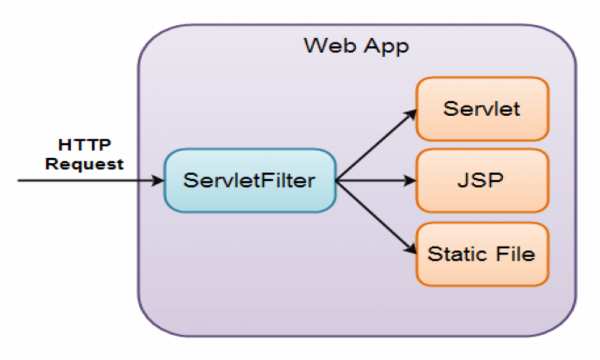 Web App
HTTP
Request
ServletFilter
Servlet
JSP
Static File